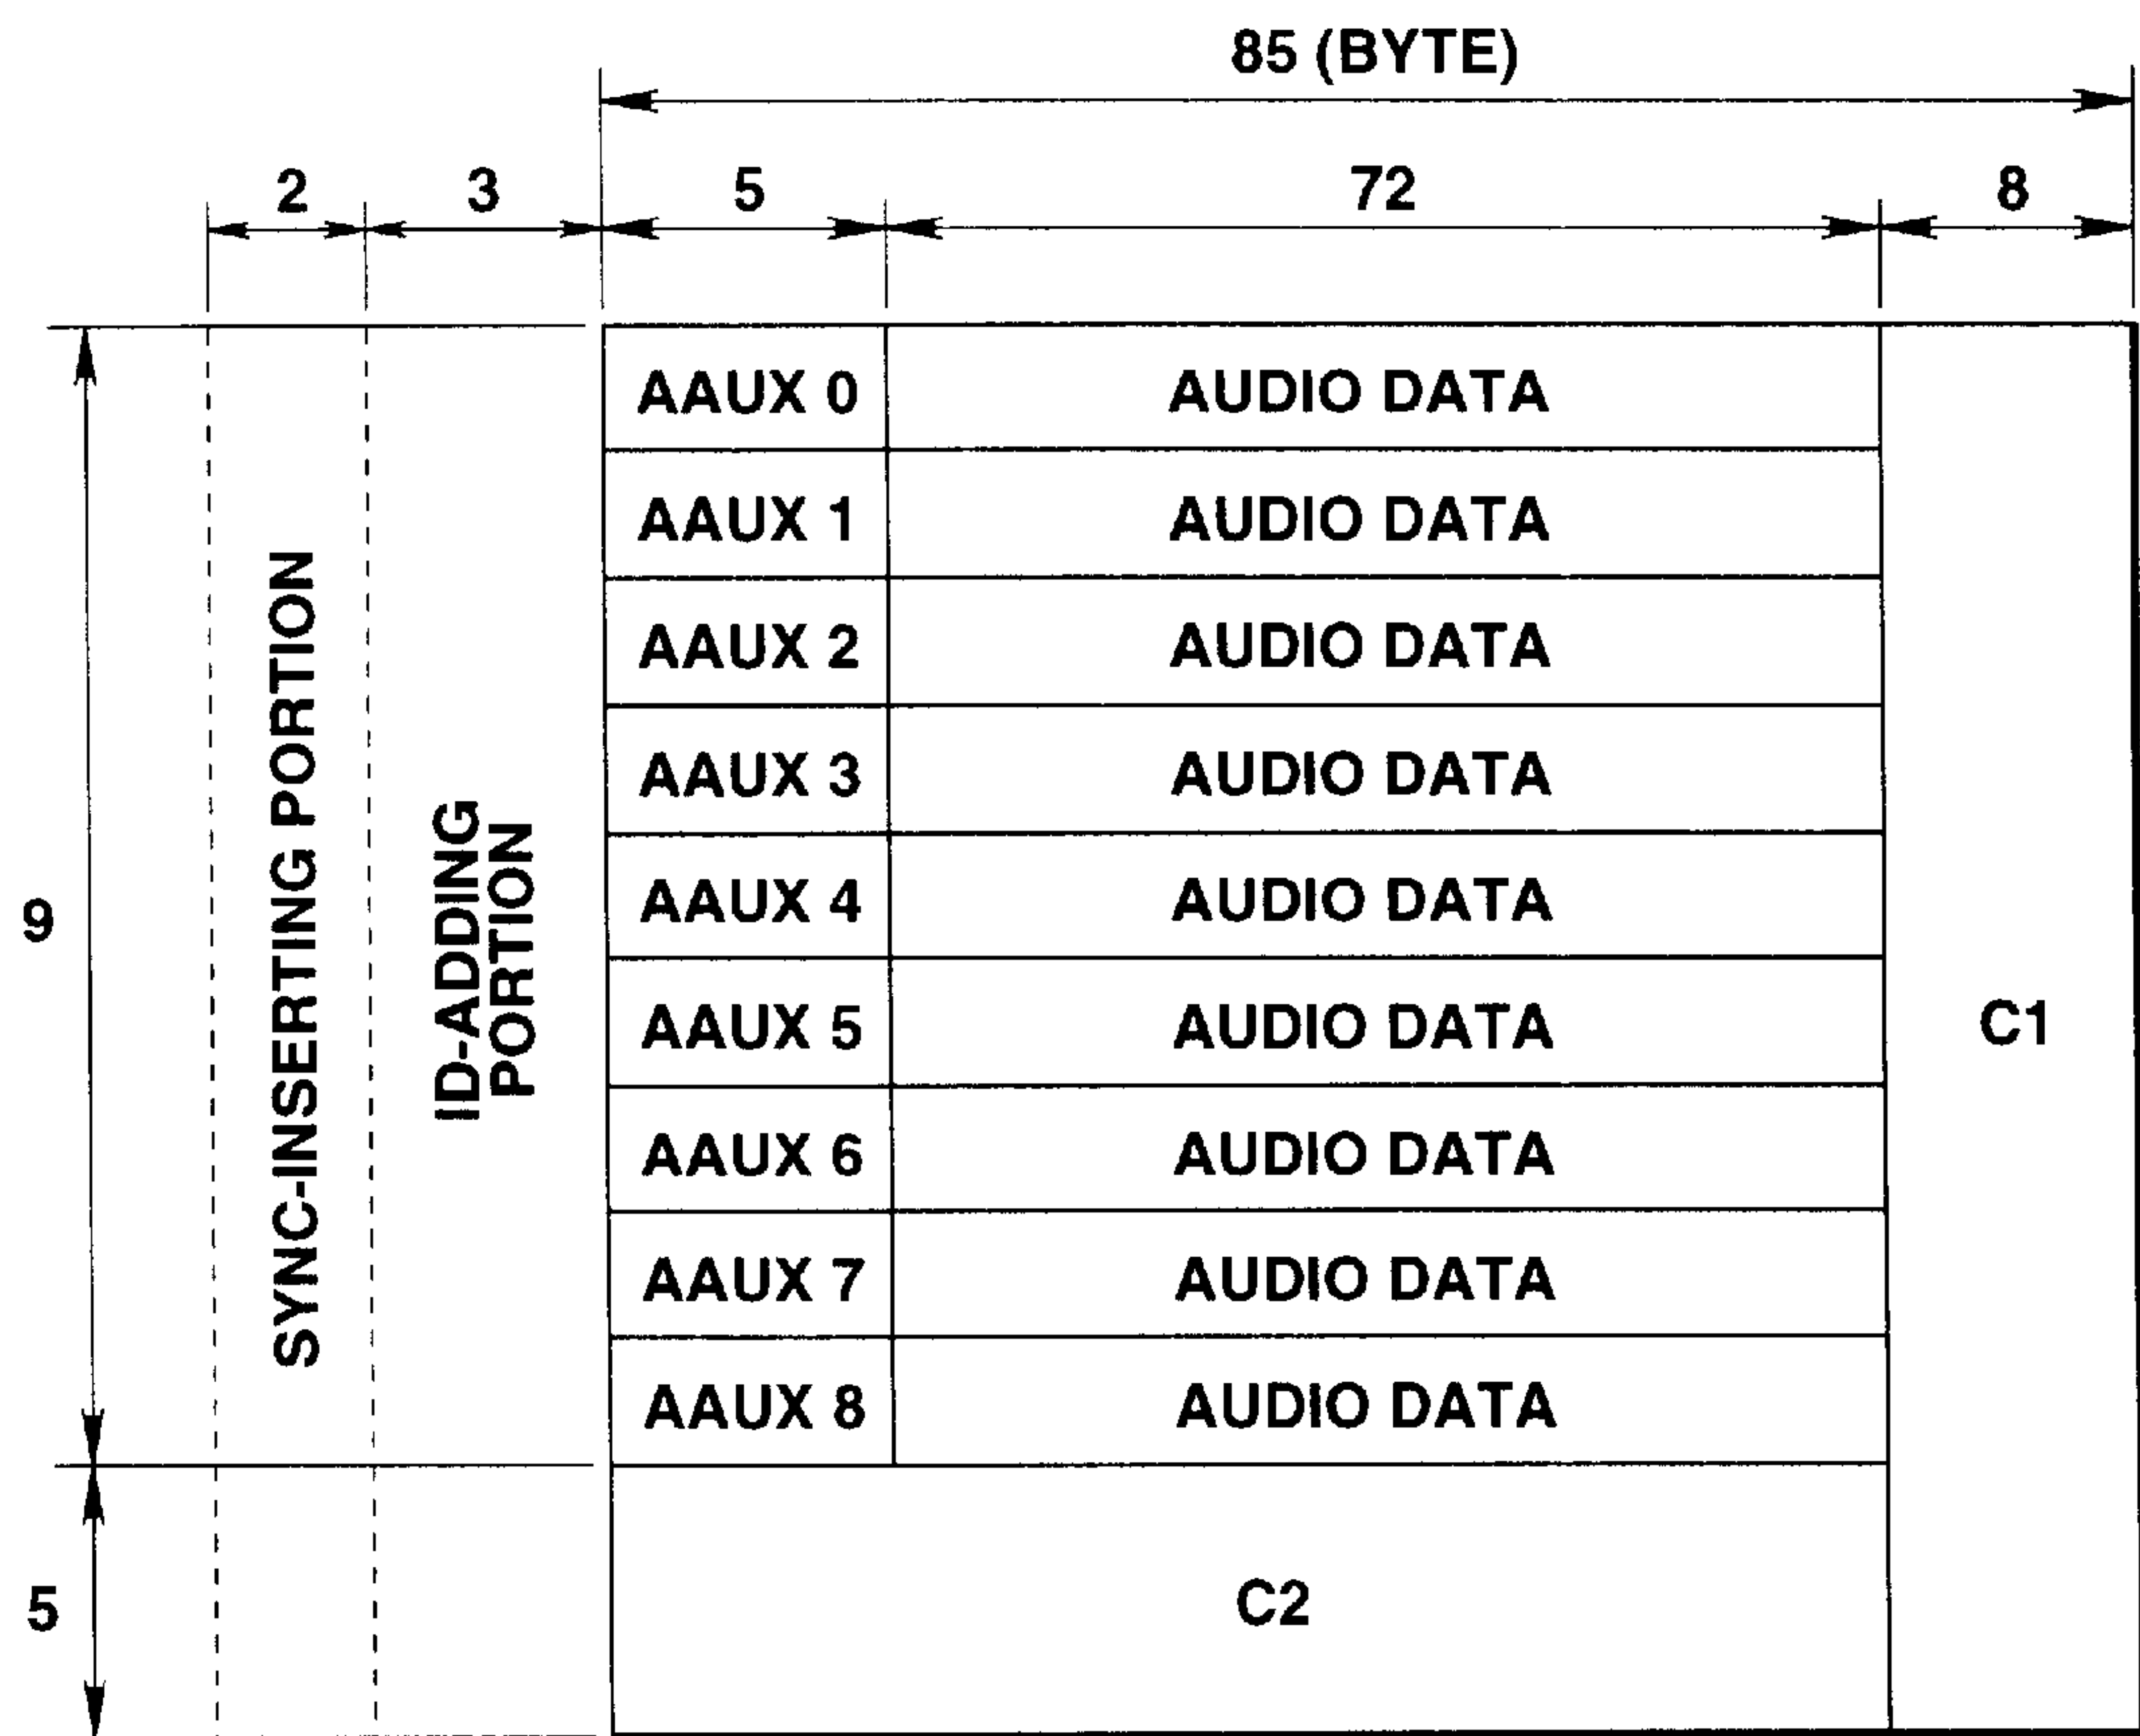 85 (BYTE)
2 3 5 72 8
AAUX 0 AUDIO DATA
AAUX 1 AUDIO DATA
AAUX 2 AUDIO DATA
AAUX 3 AUDIO DATA
AAUX 4 AUDIO DATA
AAUX 5 AUDIO DATA
AAUX 6 AUDIO DATA
AAUX 7 AUDIO DATA
AAUX 8 AUDIO DATA
9
SYNC-INSERTING PORTION
ID-ADDING
PORTION
C1
5
C2